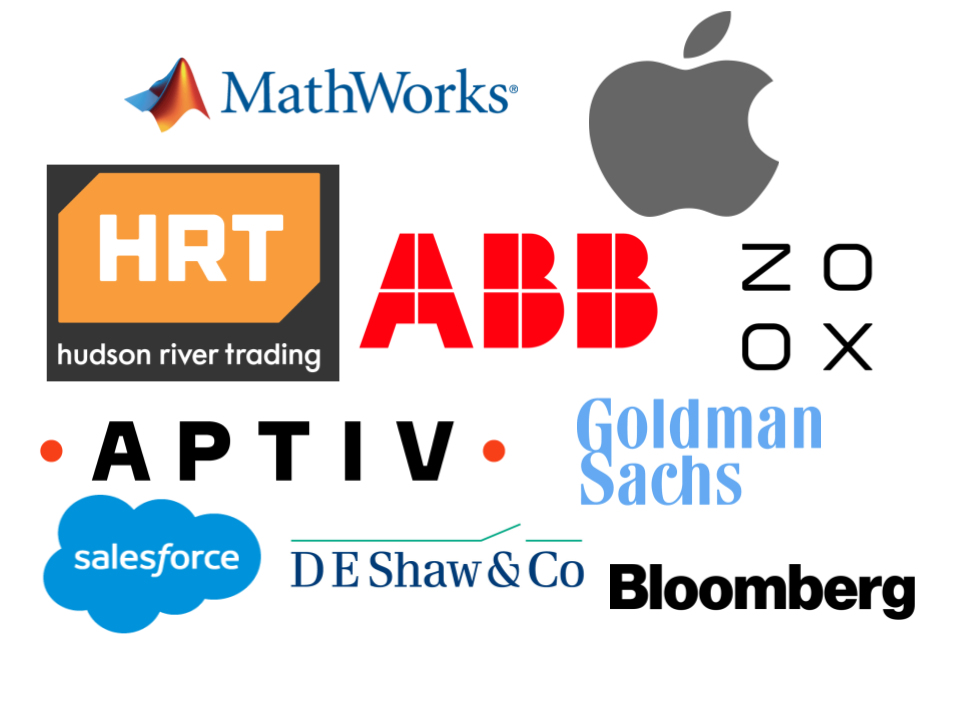 MathWorks®
HRT
hudson river trading
ABB
Z O
O X
APTIV
Goldman
Sachs
salesforce
D E Shaw & Co
Bloomberg